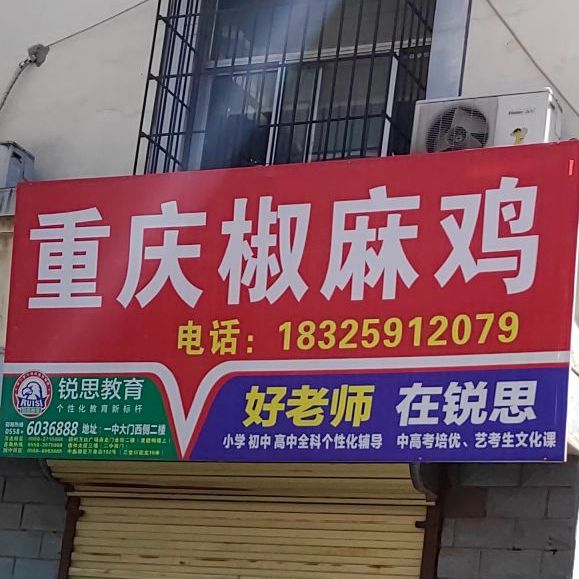 重庆椒麻鸡
电话：18325912079
RUISI
锐思教育
个性化教育新标杆
0558-6036888 地址：一中大门西侧二楼
好老师 在锐思
小学 初中 高中全科个性化辅导 中高考培优、艺考生文化课
Haier